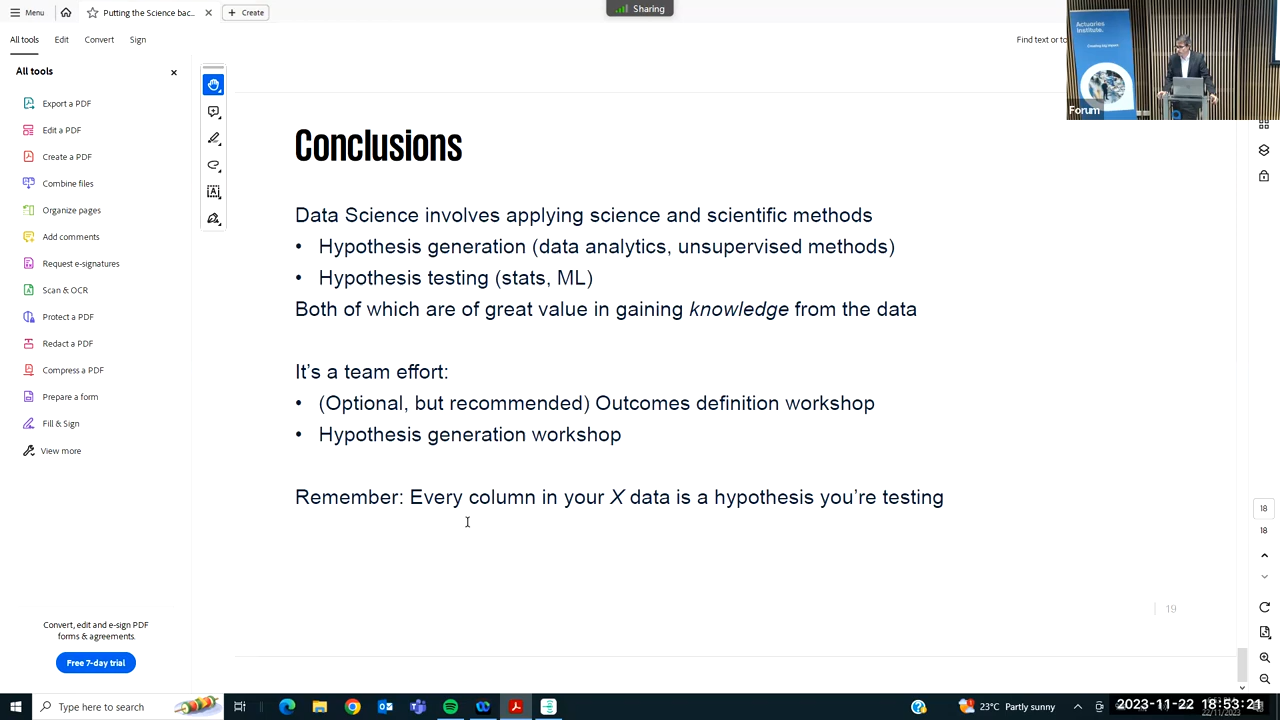 Menu
Putting the Science bac...
Create
Sharing
All tools
Edit
Convert
Sign
Find text or to
Actuaries
Institute.
Forum
All tools
Export a PDF
Edit a PDF
Create a PDF
Combine files
Organize pages
Add comments
Request e-signatures
Scan & OCR
Protect a PDF
Redact a PDF
Compress a PDF
Prepare a form
Fill & Sign
View more
Convert, edit and e-sign PDF
forms & agreements.
Free 7-day trial
Conclusions
Data Science involves applying science and scientific methods
• Hypothesis generation (data analytics, unsupervised methods)
• Hypothesis testing (stats, ML)
Both of which are of great value in gaining knowledge from the data
It's a team effort:
• (Optional, but recommended) Outcomes definition workshop
• Hypothesis generation workshop
Remember: Every column in your X data is a hypothesis you're testing
19
18
18
Type here to search
23°C Partly sunny
2023-11-22 18:53:21